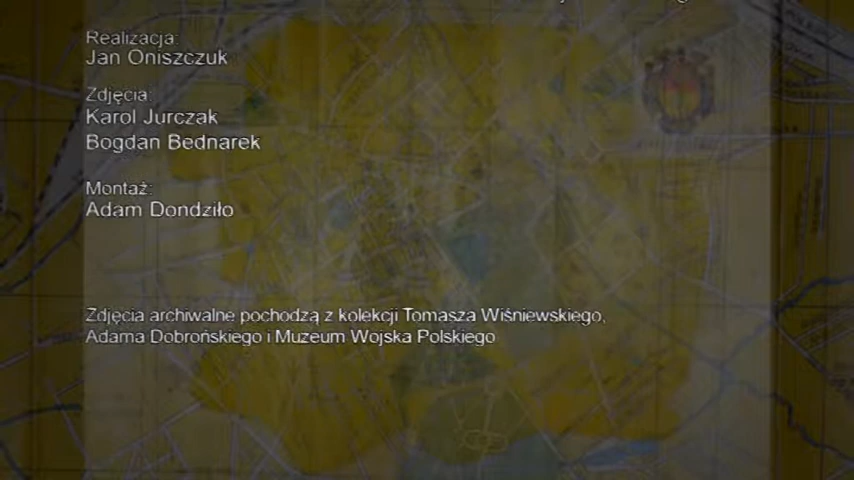 Realizacja:
Jan Oniszczuk
Zdjęcia:
Karol Jurczak
Bogdan Bednarek
Montaż:
Adam Dondziło
Zdjęcia archiwalne pochodzą z kolekcji Tomasza Wiśniewskiego,
Adama Dobrońskiego i Muzeum Wojska Polskiego